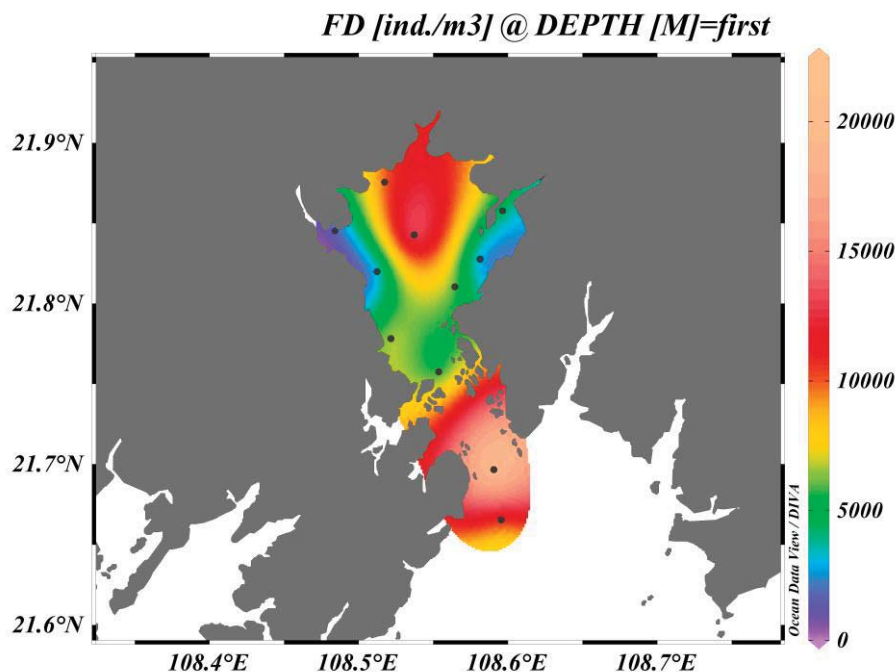 FD [ind./m3] @ DEPTH [M]=first
21.9°N
21.8°N
21.7°N
21.6°N
108.4°E
108.5°E
108.6°E
108.7°E
20000
15000
10000
5000
0
Ocean Data View / DIVA